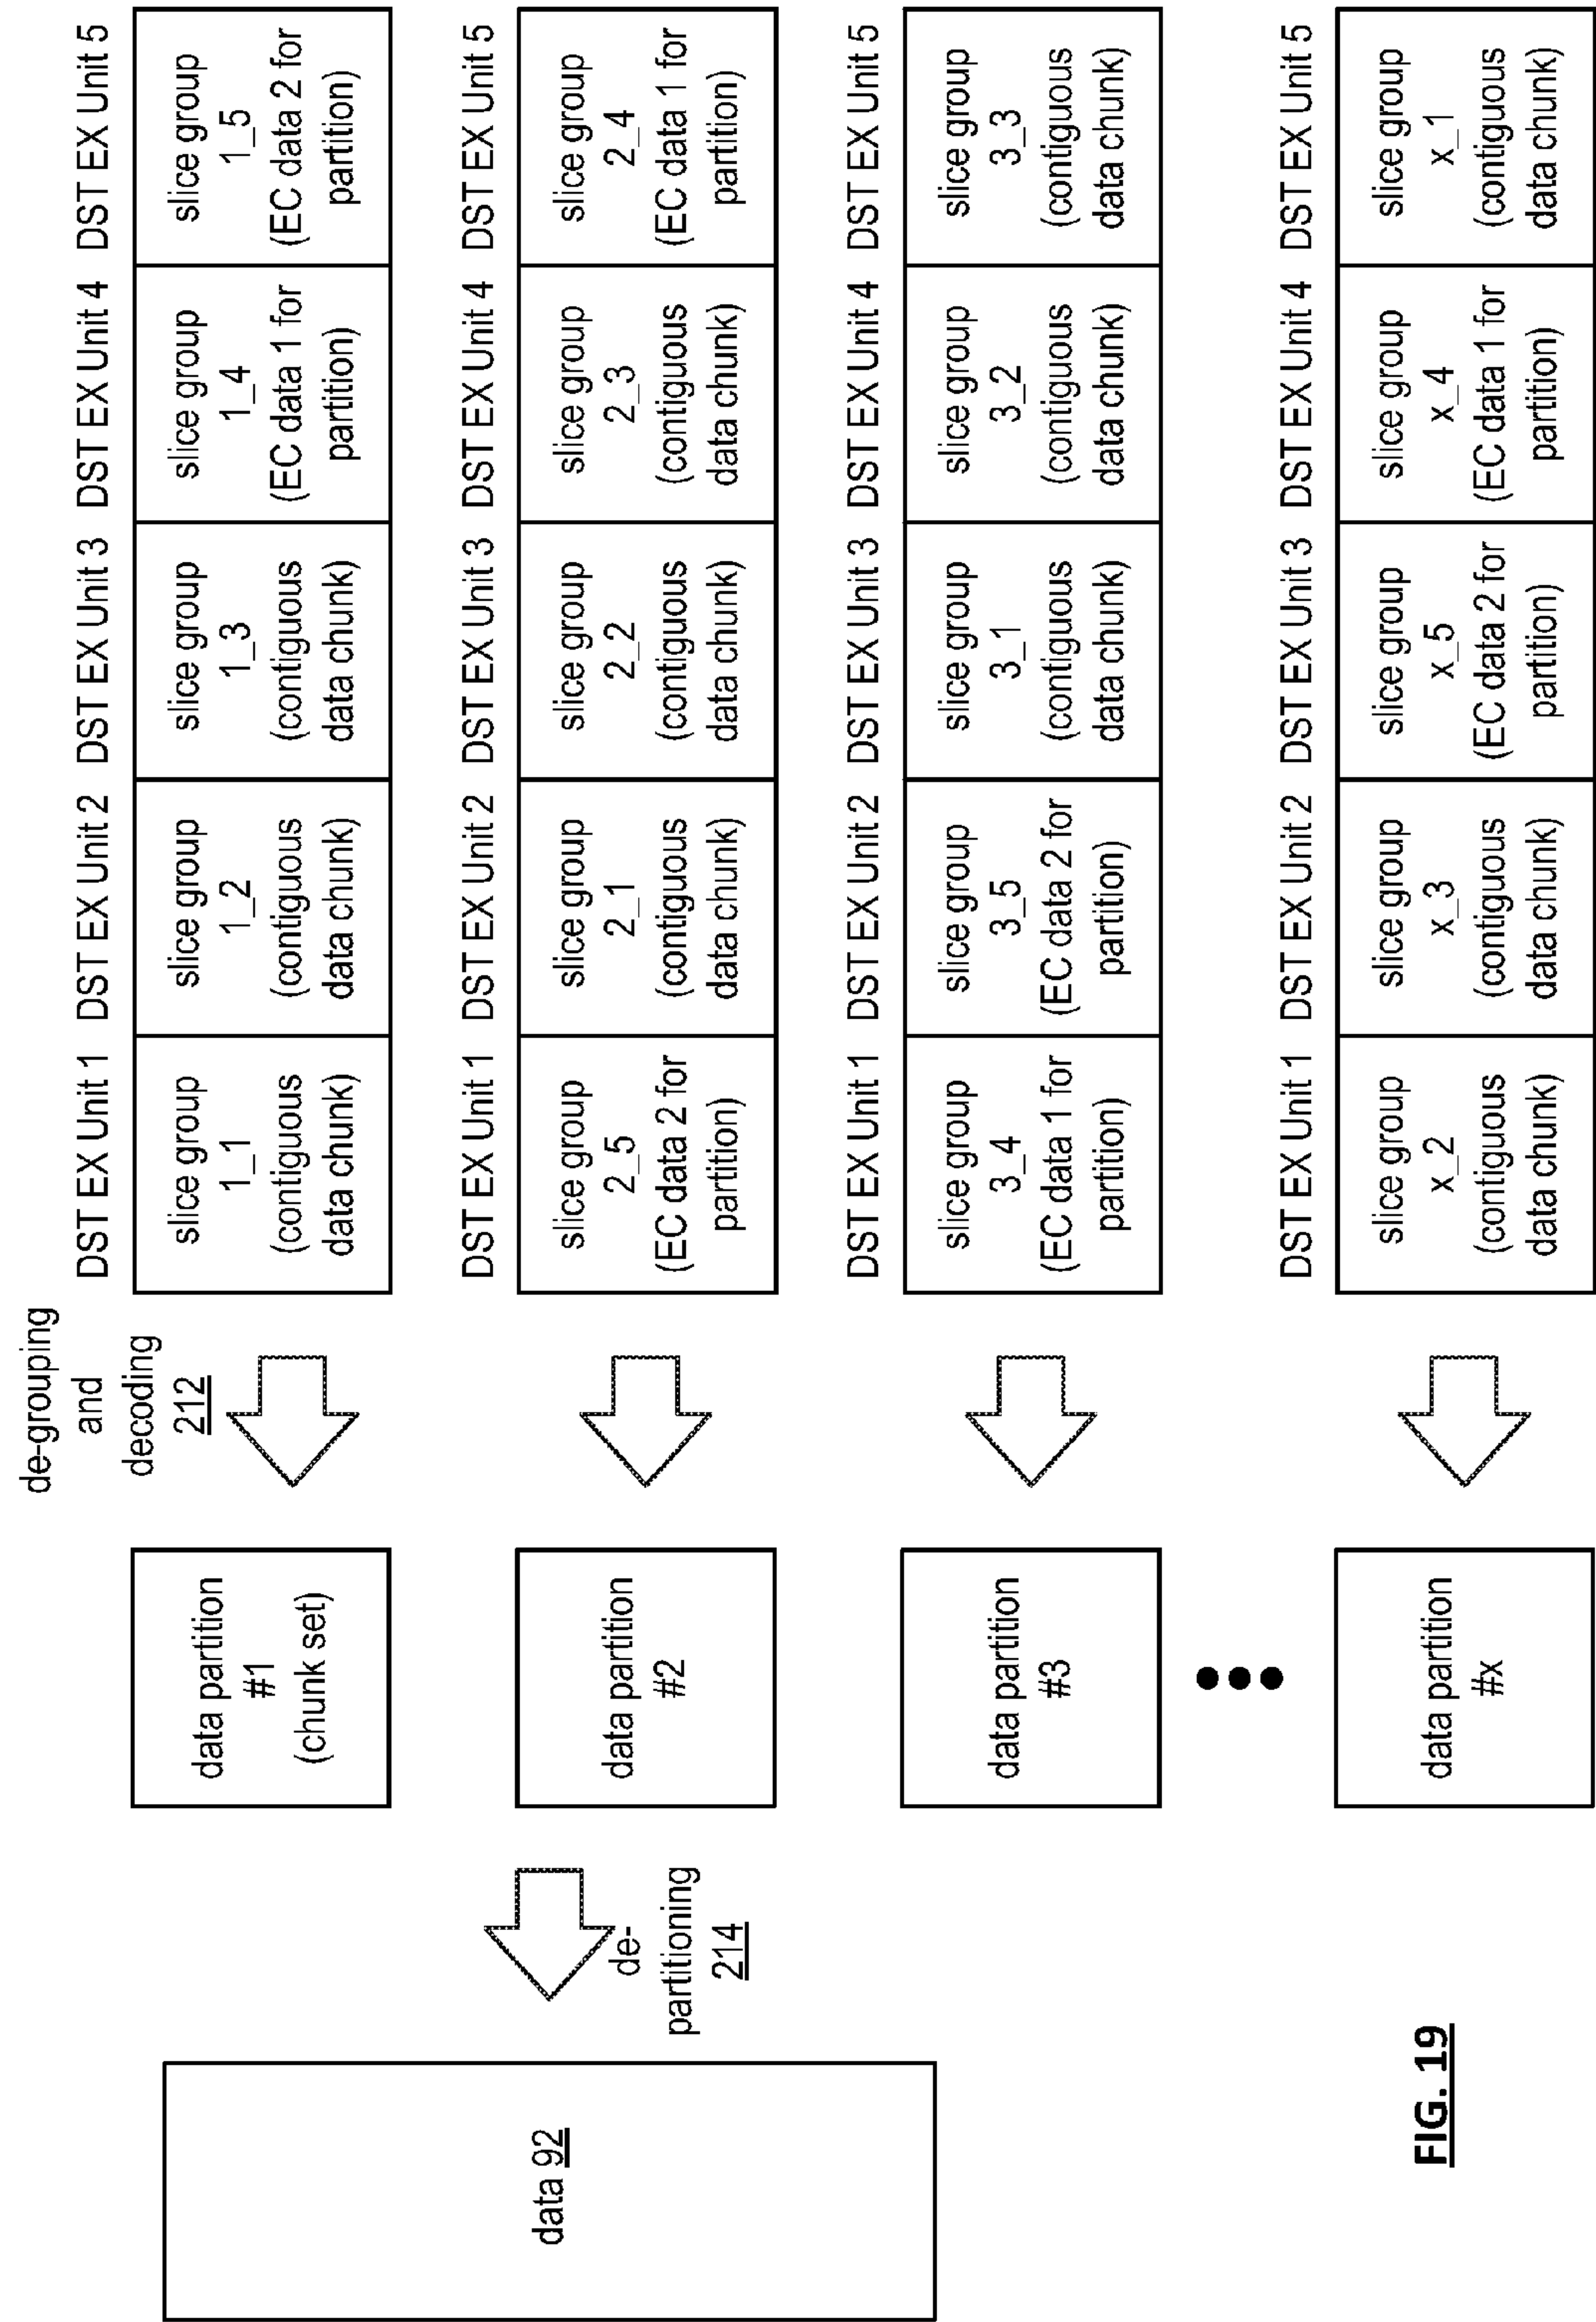 de-grouping
and
decoding
212
DST EX Unit 1 DST EX Unit 2 DST EX Unit 3 DST EX Unit 4 DST EX Unit 5
data partition
#1
(chunk set)
slice group
1_1
(contiguous
data chunk)
slice group
1_2
(contiguous
data chunk)
slice group
1_3
(contiguous
data chunk)
slice group
1_4
(EC data 1 for
partition)
slice group
1_5
(EC data 2 for
partition)
data 92
de-
partitioning
214
DST EX Unit 1 DST EX Unit 2 DST EX Unit 3 DST EX Unit 4 DST EX Unit 5
data partition
#2
slice group
2_5
(EC data 2 for
partition)
slice group
2_1
(contiguous
data chunk)
slice group
2_2
(contiguous
data chunk)
slice group
2_3
(contiguous
data chunk)
slice group
2_4
(EC data 1 for
partition)
DST EX Unit 1 DST EX Unit 2 DST EX Unit 3 DST EX Unit 4 DST EX Unit 5
data partition
#3
slice group
3_4
(EC data 1 for
partition)
slice group
3_5
(EC data 2 for
partition)
slice group
3_1
(contiguous
data chunk)
slice group
3_2
(contiguous
data chunk)
slice group
3_3
(contiguous
data chunk)
DST EX Unit 1 DST EX Unit 2 DST EX Unit 3 DST EX Unit 4 DST EX Unit 5
data partition
#x
slice group
x_2
(contiguous
data chunk)
slice group
x_3
(contiguous
data chunk)
slice group
x_5
(EC data 2 for
partition)
slice group
x_4
(EC data 1 for
partition)
slice group
x_1
(contiguous
data chunk)
FIG. 19